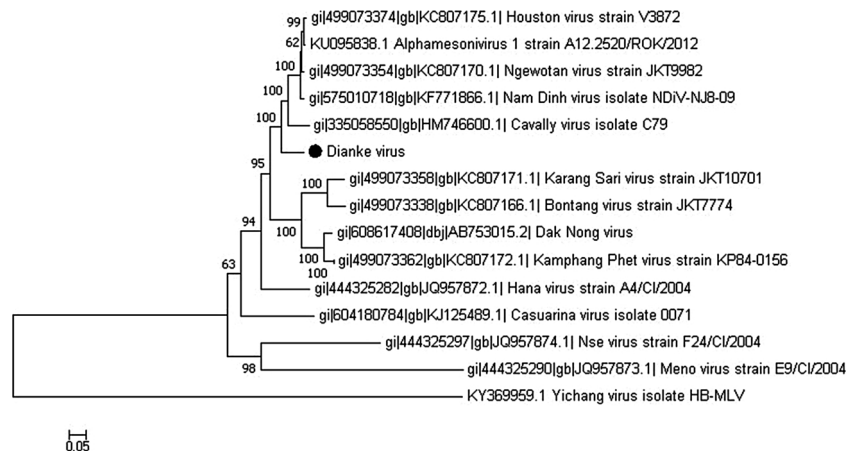 gi|499073374|gb|KC807175.1| Houston virus strain V3872
KU095838.1 Alphamesonivirus 1 strain A12.2520/ROK/2012
gi|499073354|gb|KC807170.1| Ngewotan virus strain JKT9982
gi|575010718|gb|KF771866.1| Nam Dinh virus isolate NDiV-NJ8-09
gi|335058550|gb|HM746600.1| Cavally virus isolate C79
Dianke virus
gi|499073358|gb|KC807171.1| Karang Sari virus strain JKT10701
gi|499073338|gb|KC807166.1| Bontang virus strain JKT7774
gi|608617408|dbj|AB753015.2| Dak Nong virus
gi|499073362|gb|KC807172.1| Kamphang Phet virus strain KP84-0156
gi|444325282|gb|JQ957872.1| Hana virus strain A4/CI/2004
gi|604180784|gb|KJ125489.1| Casuarina virus isolate 0071
gi|444325297|gb|JQ957874.1| Nse virus strain F24/CI/2004
gi|444325290|gb|JQ957873.1| Meno virus strain E9/CI/2004
KY369959.1 Yichang virus isolate HB-MLV
99
62
100
100
100
95
100
100
100
100
94
63
98
0.05